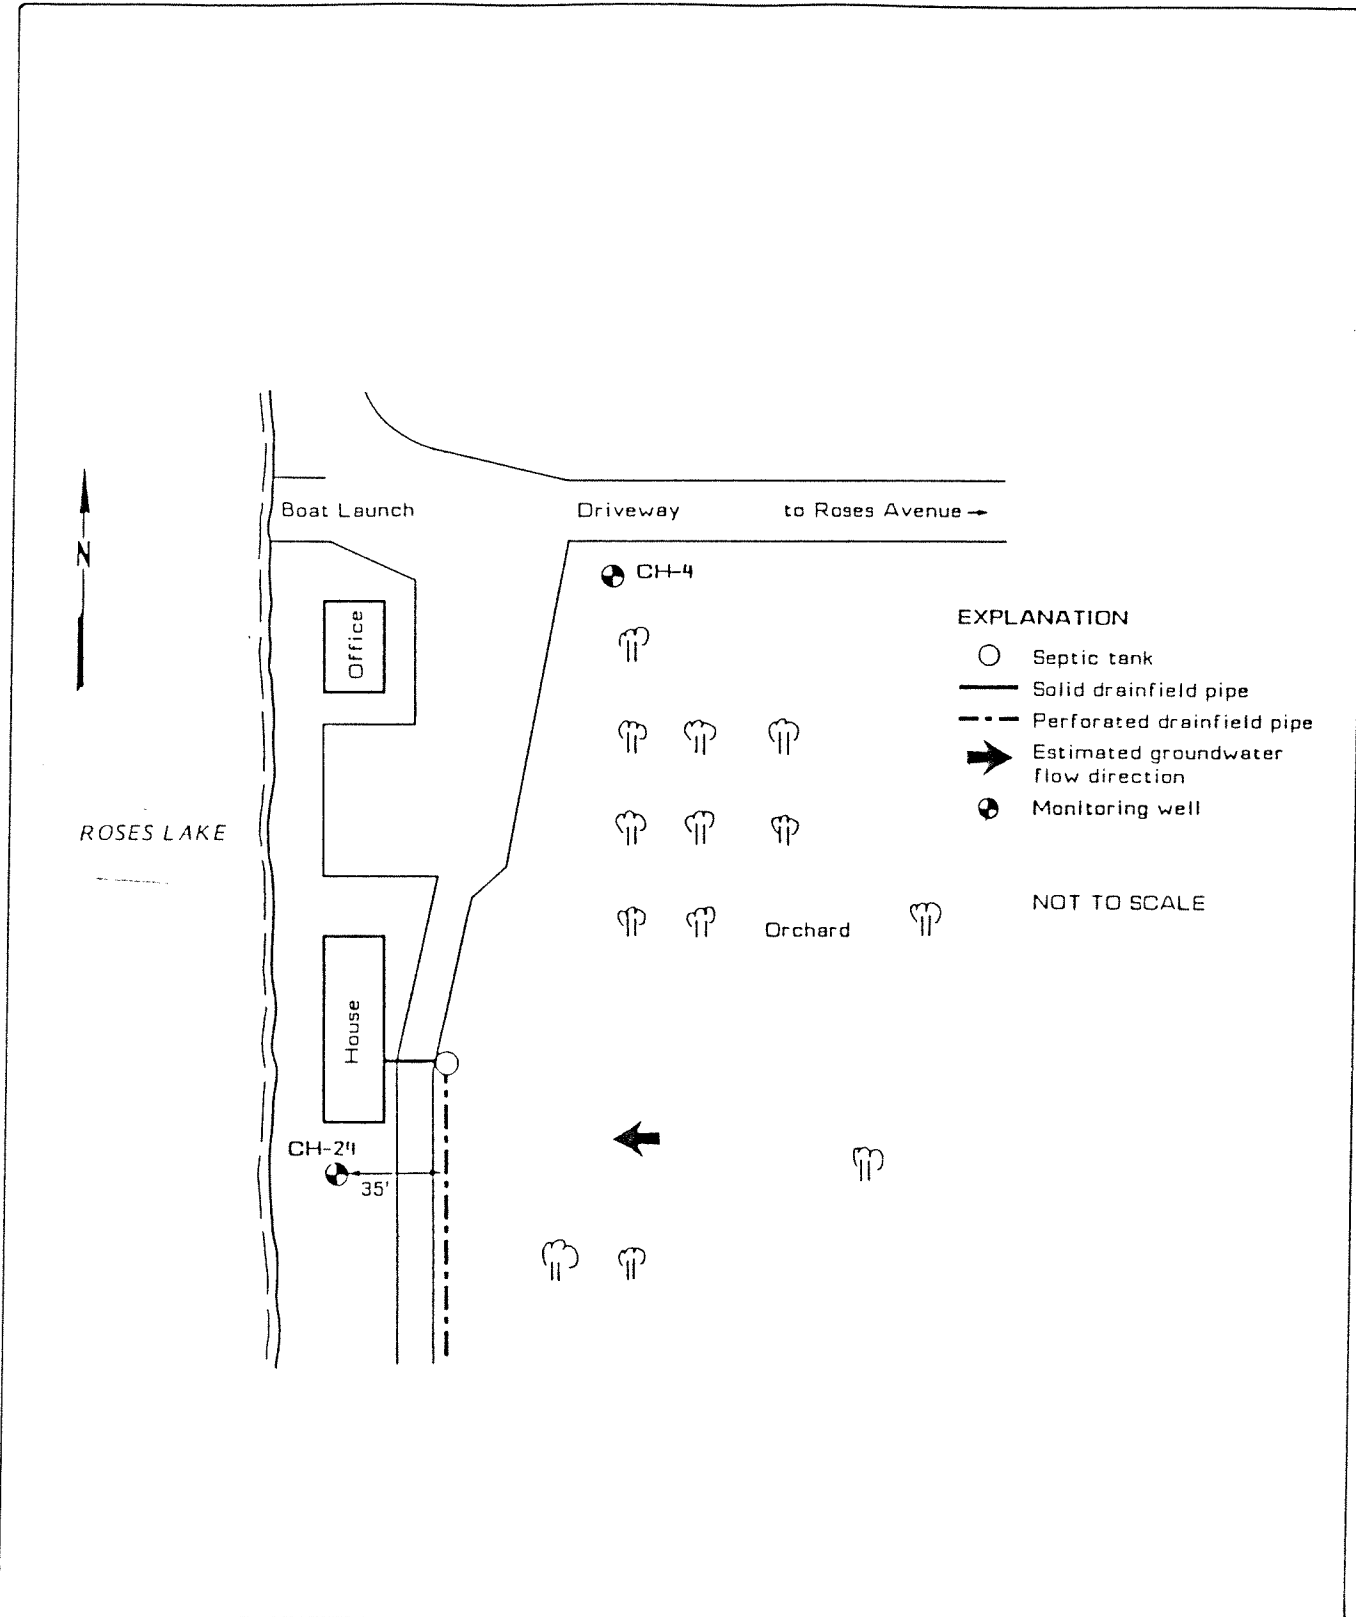 Boat Launch
Driveway
to Roses Avenue →
N
CH-4
Office
EXPLANATION
Septic tank
Solid drainfield pipe
Perforated drainfield pipe
Estimated groundwater
flow direction
Monitoring well
ROSES LAKE
NOT TO SCALE
Orchard
House
CH-24
35'